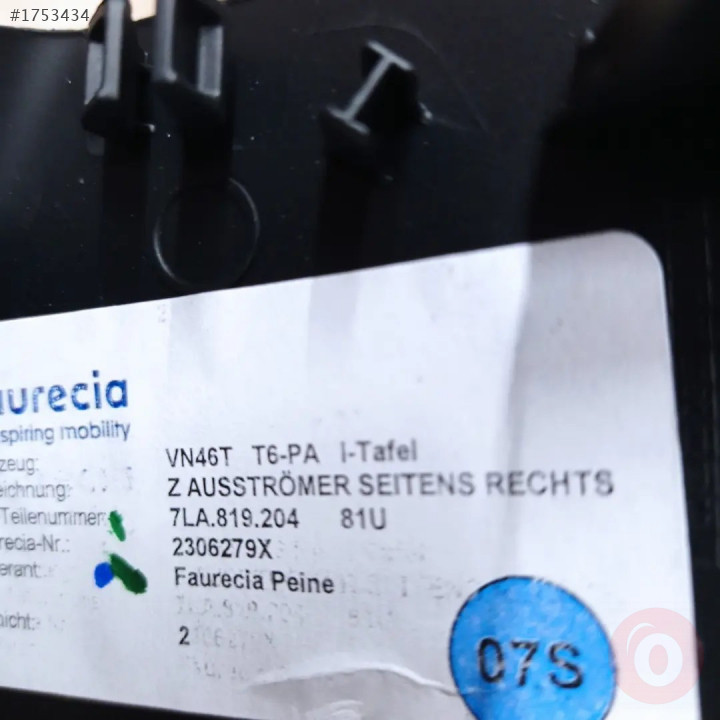 #1753434
aurecia
spiring mobility
zeug: VN46T T6-PA I-Tafel
eichnung: Z AUSSTRÖMER SEITENS RECHTS
Teilenummer: 7LA.819.204 81U
recia-Nr.: 2306279X
erant: Faurecia Peine
icht: 2
07S